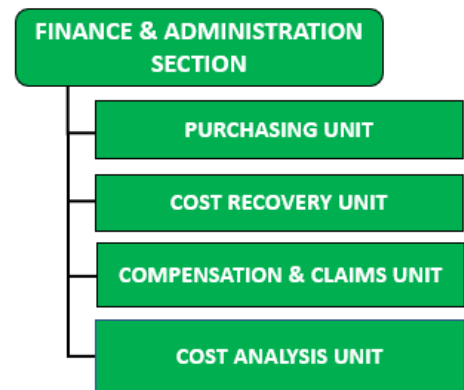 FINANCE & ADMINISTRATION
SECTION
PURCHASING UNIT
COST RECOVERY UNIT
COMPENSATION & CLAIMS UNIT
COST ANALYSIS UNIT